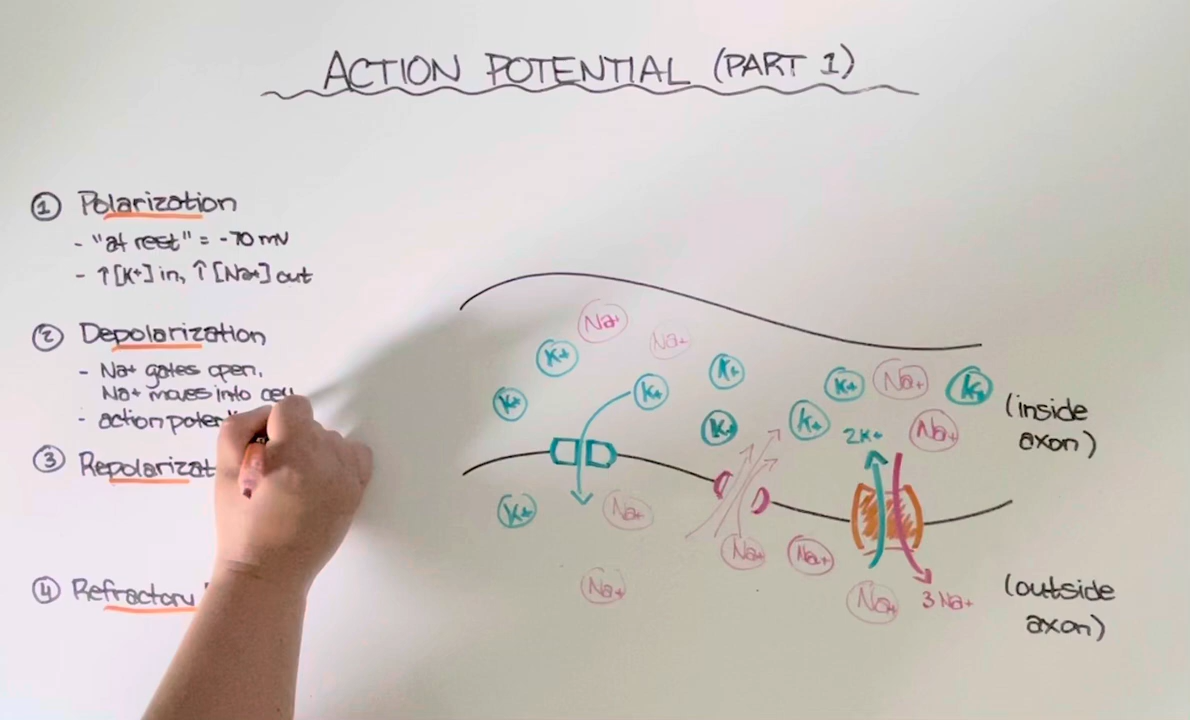 ACTION POTENTIAL (PART 1)
① Polarization
- "at rest" = -70 mV
- ↑[K+] in, ↑[Na+] out
② Depolarization
- Na+ gates open,
Na+ moves into
- action
③
④ Refractory
Na+
Na+
K+
K+
K+
K+
Na+
K+
K+
K+
K+
Na+
2K+
(inside
axon)
K+
Na+
Na+
Na+
Na+
Na+
3 Na+
(outside
axon)